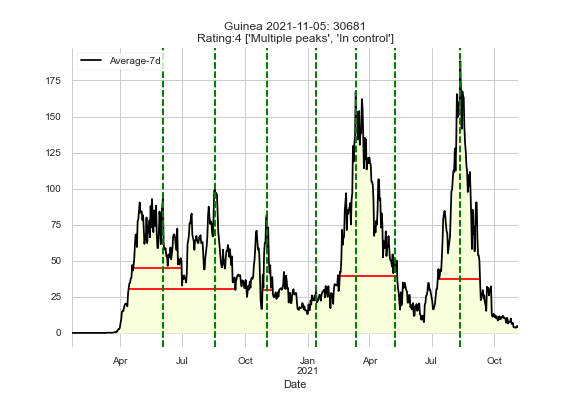 Guinea 2021-11-05: 30681
Rating:4 ['Multiple peaks', 'In control']
Average-7d
175
150
125
100
75
50
25
0
Apr Jul Oct Jan Apr Jul Oct
2021
Date